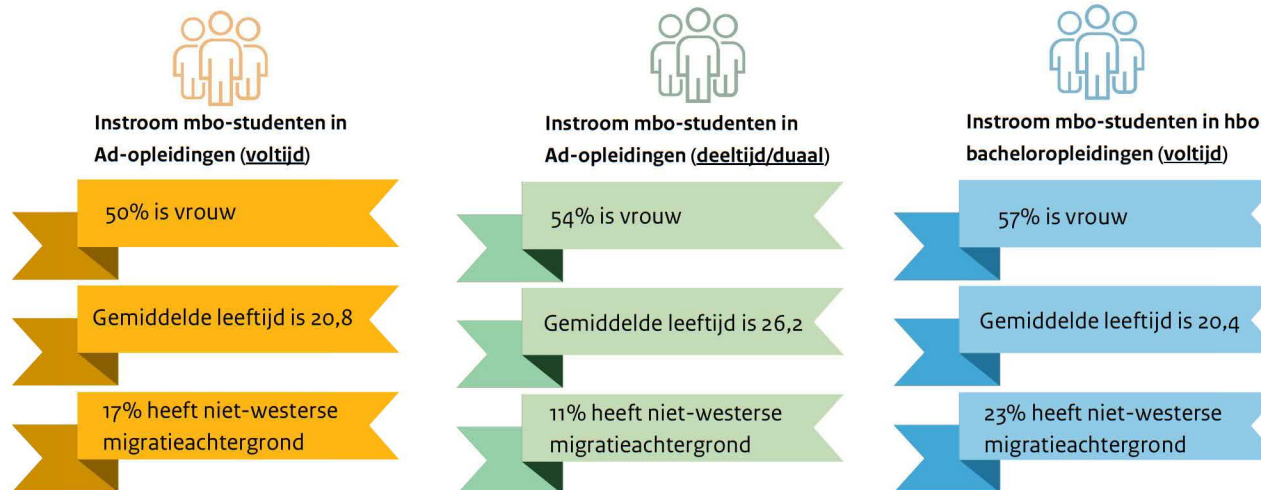 Instroom mbo-studenten in
Ad-opleidingen (voltijd)
50% is vrouw
Gemiddelde leeftijd is 20,8
17% heeft niet-westerse
migratieachtergrond
Instroom mbo-studenten in
Ad-opleidingen (deeltijd/duaal)
54% is vrouw
Gemiddelde leeftijd is 26,2
11% heeft niet-westerse
migratieachtergrond
Instroom mbo-studenten in hbo
bacheloropleidingen (voltijd)
57% is vrouw
Gemiddelde leeftijd is 20,4
23% heeft niet-westerse
migratieachtergrond